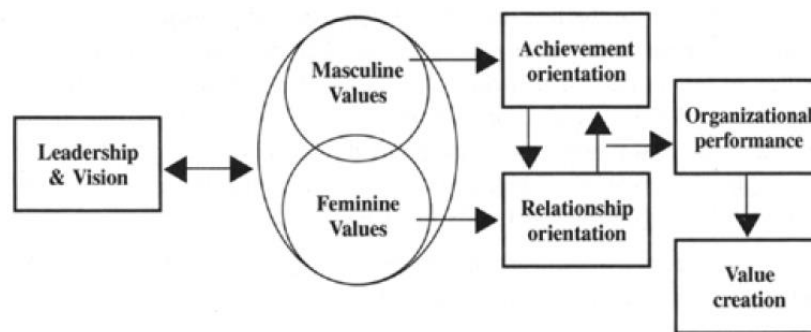 Leadership
& Vision
Masculine
Values
Feminine
Values
Achievement
orientation
Relationship
orientation
Organizational
performance
Value
creation